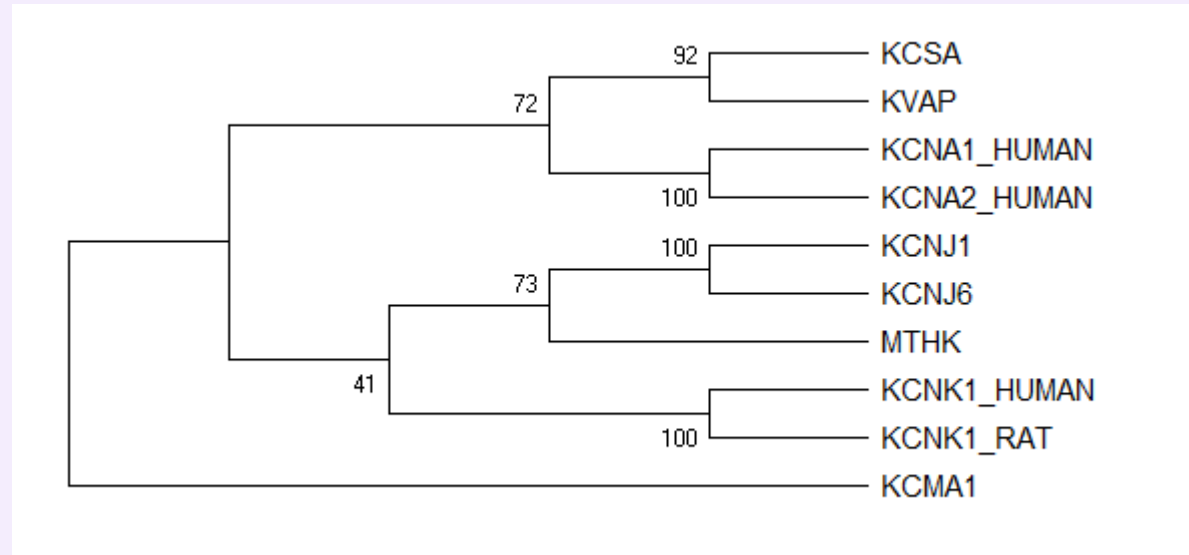 92
KCSA
KVAP
72
KCNA1_HUMAN
100
KCNA2_HUMAN
100
KCNJ1
73
KCNJ6
MTHK
41
KCNK1_HUMAN
100
KCNK1_RAT
KCMA1